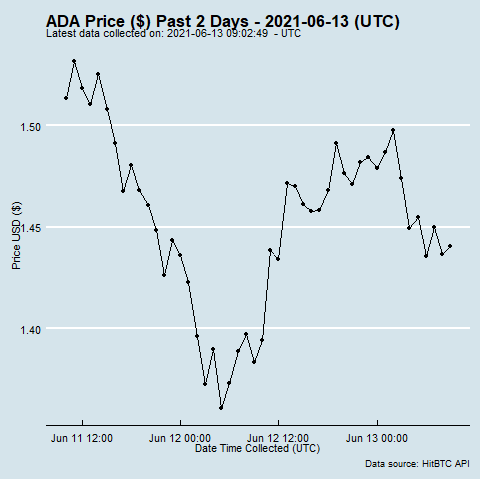 ADA Price ($) Past 2 Days - 2021-06-13 (UTC)
Latest data collected on: 2021-06-13 09:02:49 - UTC
1.50
1.45
1.40
Price USD ($)
Jun 11 12:00
Jun 12 00:00
Jun 12 12:00
Jun 13 00:00
Date Time Collected (UTC)
Data source: HitBTC API